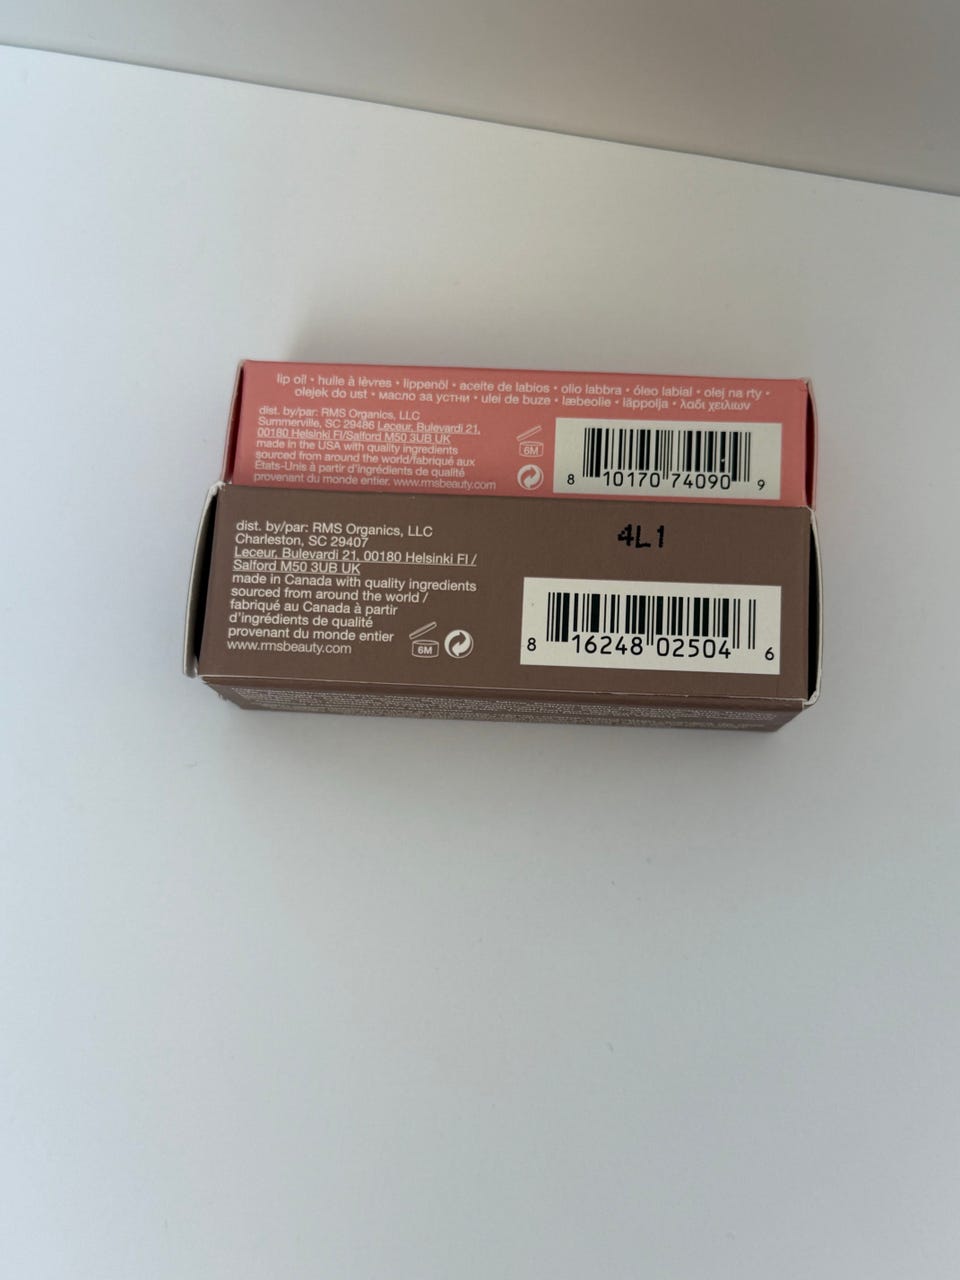 lip oil • huile à lèvres • lippenöl • aceite de labios • olio labbra • óleo labial • olej na rty •
olejek do ust • масло за устни • ulei de buze • læbeolie • läppolja • λαδι χειλιων
dist. by/par: RMS Organics, LLC
Summerville, SC 29486 Leceur, Bulevardi 21,
00180 Helsinki FI/Salford M50 3UB UK
made in the USA with quality ingredients
sourced from around the world/fabriqué aux
États-Unis à partir d'ingrédients de qualité
provenant du monde entier. www.rmsbeauty.com
6M
8 10170 74090 9
dist. by/par: RMS Organics, LLC
Charleston, SC 29407
Leceur, Bulevardi 21, 00180 Helsinki FI /
Salford M50 3UB UK
made in Canada with quality ingredients
sourced from around the world /
fabriqué au Canada à partir
d'ingrédients de qualité
provenant du monde entier
www.rmsbeauty.com
6M
4L1
8 16248 02504 6